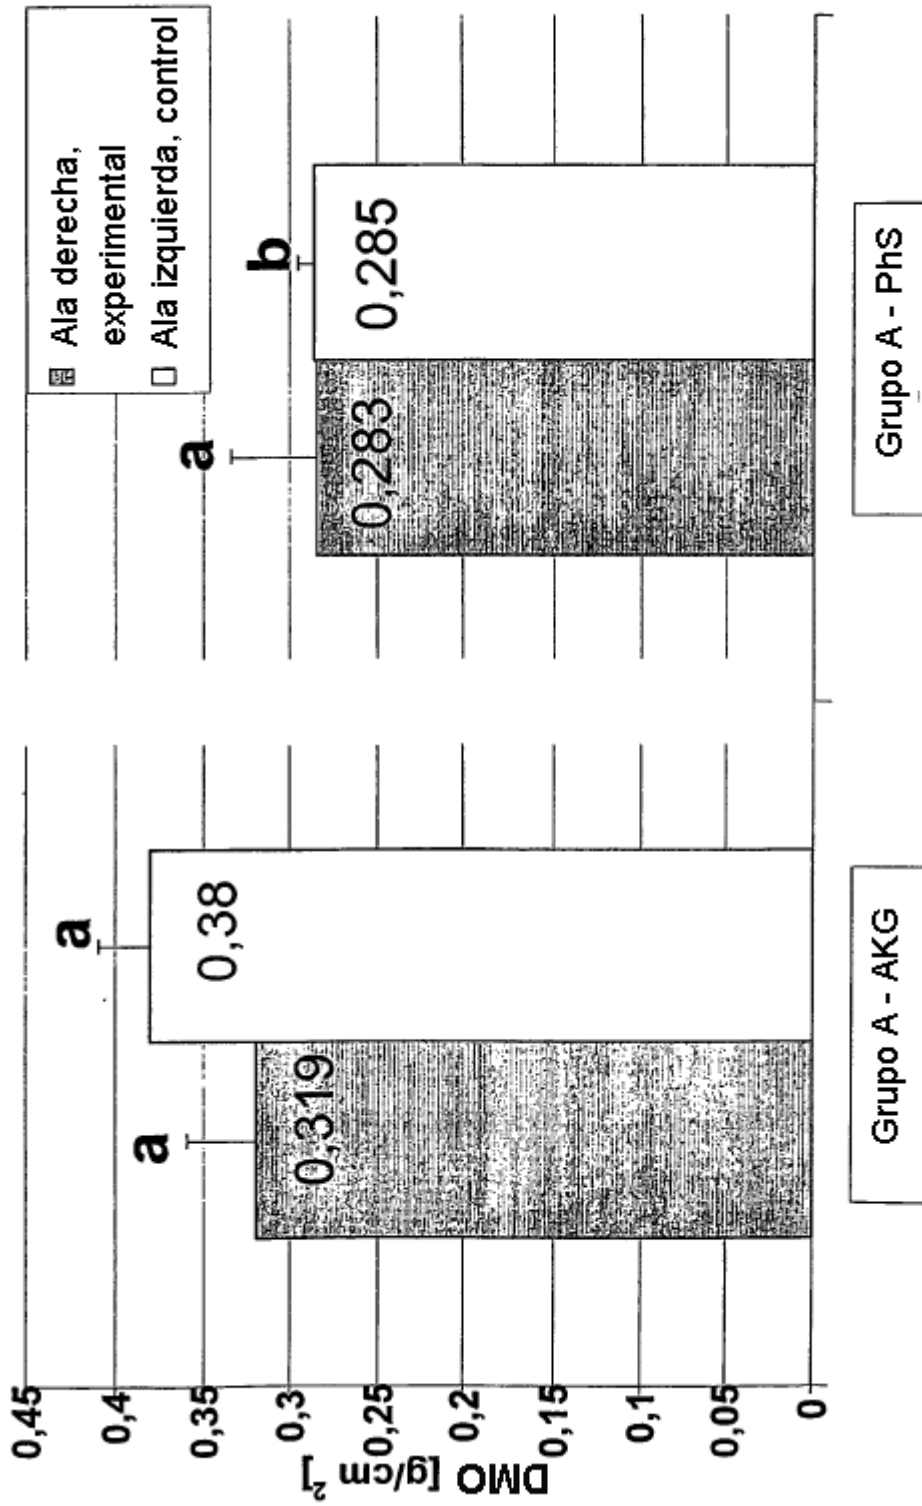 Ala derecha,
experimental
Ala izquierda, control
DMO [g/cm²]
0,45
0,4
0,35
0,3
0,25
0,2
0,15
0,1
0,05
0
a
0,319
a
0,38
a
0,283
b
0,285
Grupo A - AKG
Grupo A - PhS